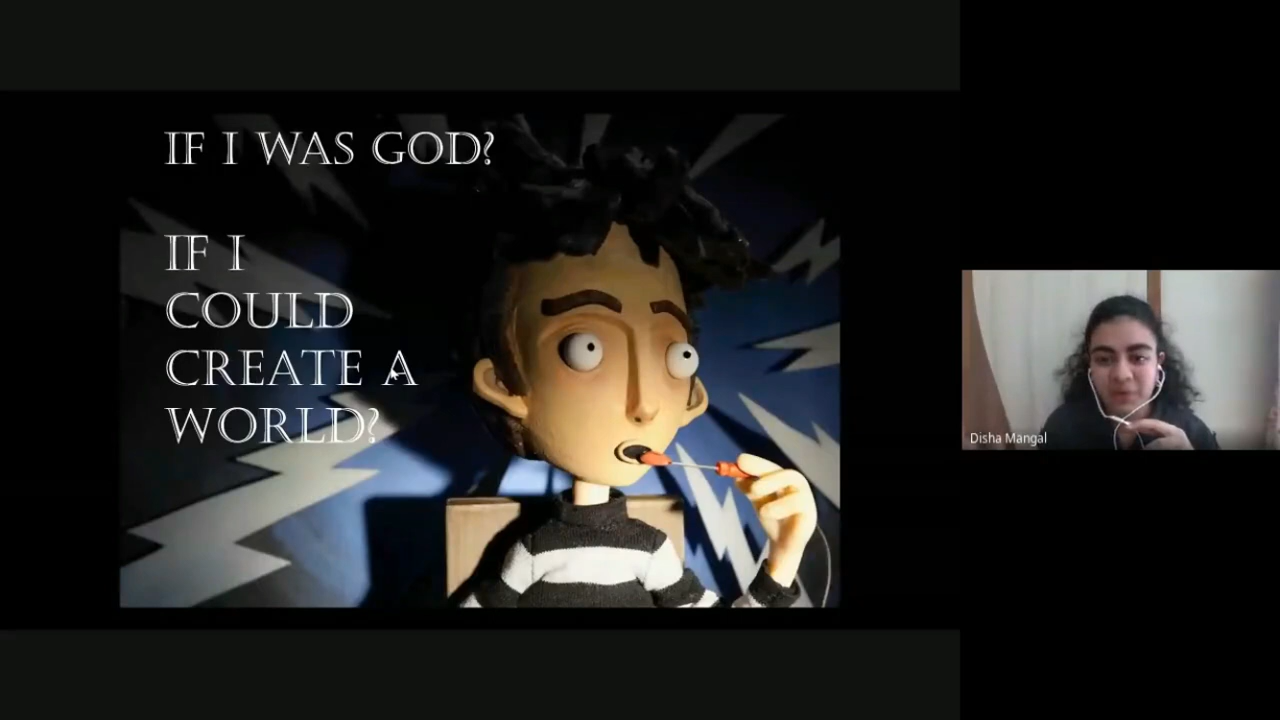 IF I WAS GOD?
IF I
COULD
CREATE A
WORLD?
Disha Mangal